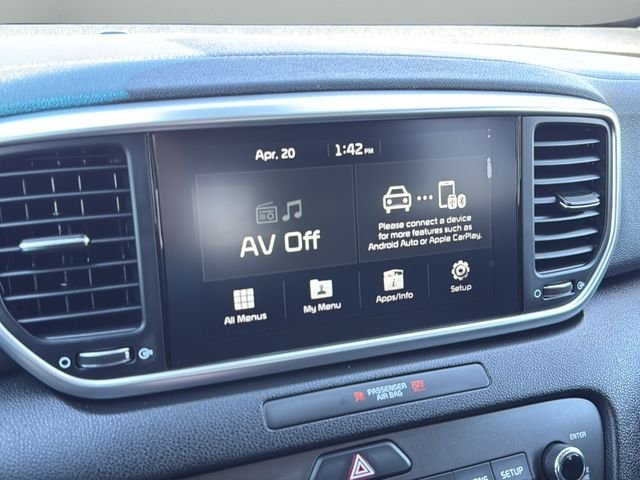 Apr. 20
1:42 PM
AV Off
Please connect a device
for more features such as
Android Auto or Apple CarPlay.
All Menus
My Menu
Apps/Info
Setup
PASSENGER
AIR BAG
OFF
ENTER
SETUP